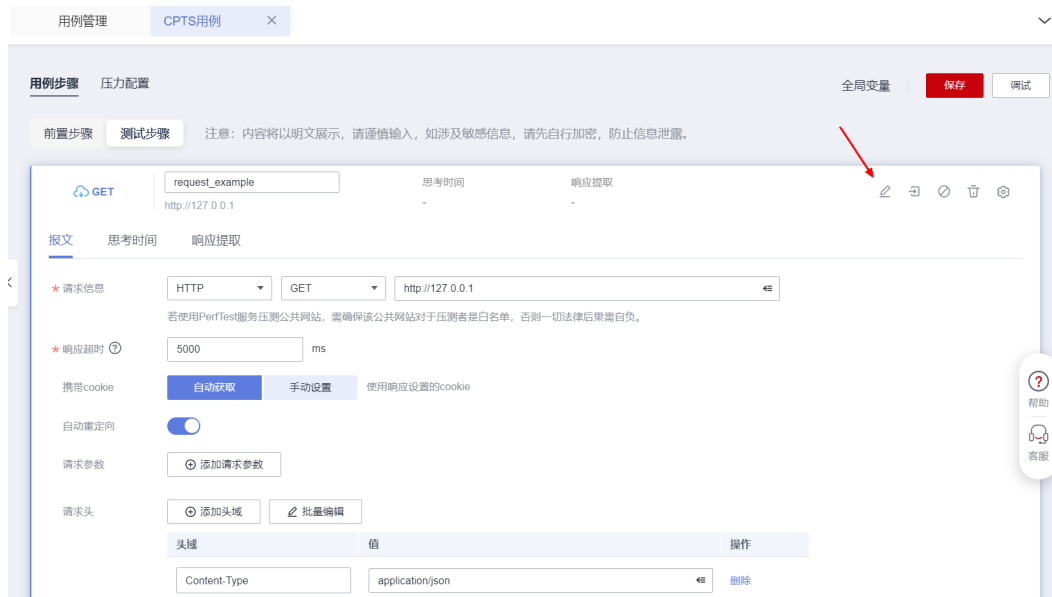 用例管理 CPTS用例
用例步骤 压力配置 全局变量 保存 调试
前置步骤 测试步骤 注意：内容将以明文展示，请谨慎输入，如涉及敏感信息，请先自行加密，防止信息泄露。
GET request_example 思考时间 响应提取
http://127.0.0.1 - -
报文 思考时间 响应提取
* 请求信息 HTTP GET http://127.0.0.1
若使用PerfTest服务压测公共网站，需确保该公共网站对于压测者是白名单，否则一切法律后果需自负。
* 响应超时 5000 ms
携带cookie 自动获取 手动设置 使用响应设置的cookie
帮助
自动重定向
客服
请求参数 添加请求参数
请求头 添加头域 批量编辑
头域 值 操作
Content-Type application/json 删除